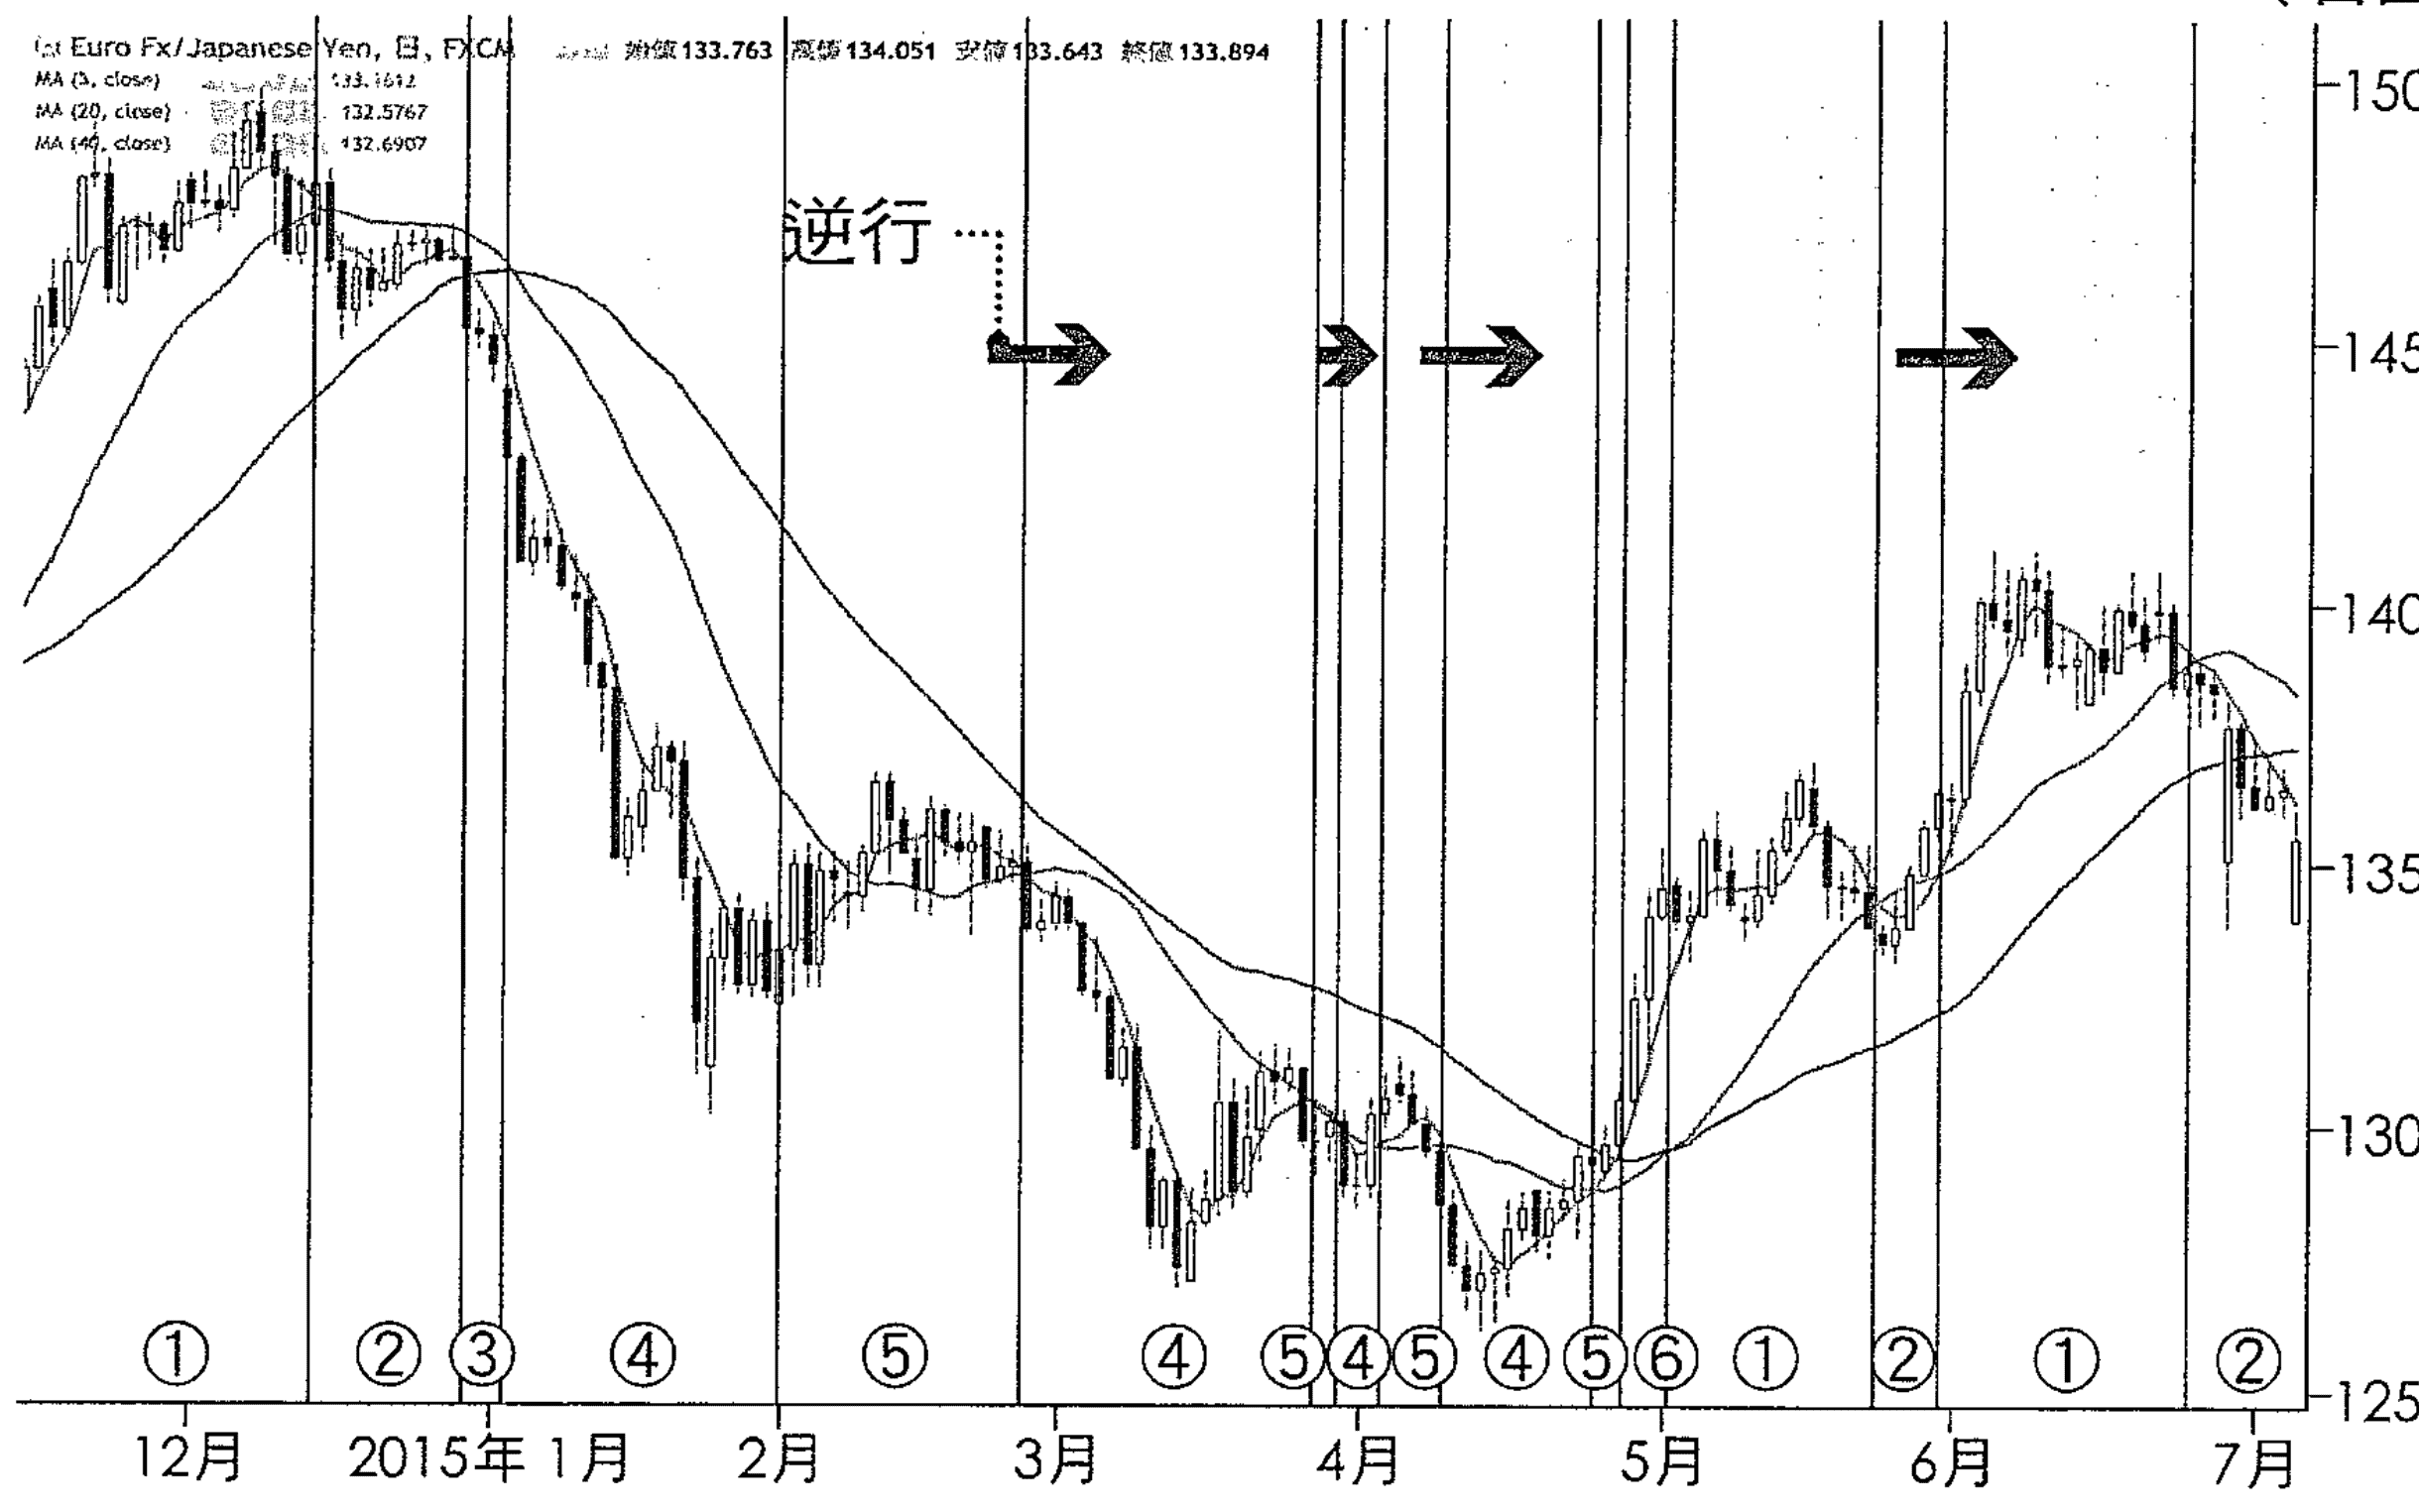 Euro Fx/Japanese Yen, 日, FXCM 始値133.763 高値134.051 安値133.643 終値133.894
MA (5, close) 133.1612
MA (20, close) 132.5767
MA (40, close) 132.6907
逆行
150
145
140
135
130
125
① ② ③ ④ ⑤ ④ ⑤ ④ ⑤ ④ ⑤ ⑥ ① ② ① ②
12月 2015年 1月 2月 3月 4月 5月 6月 7月